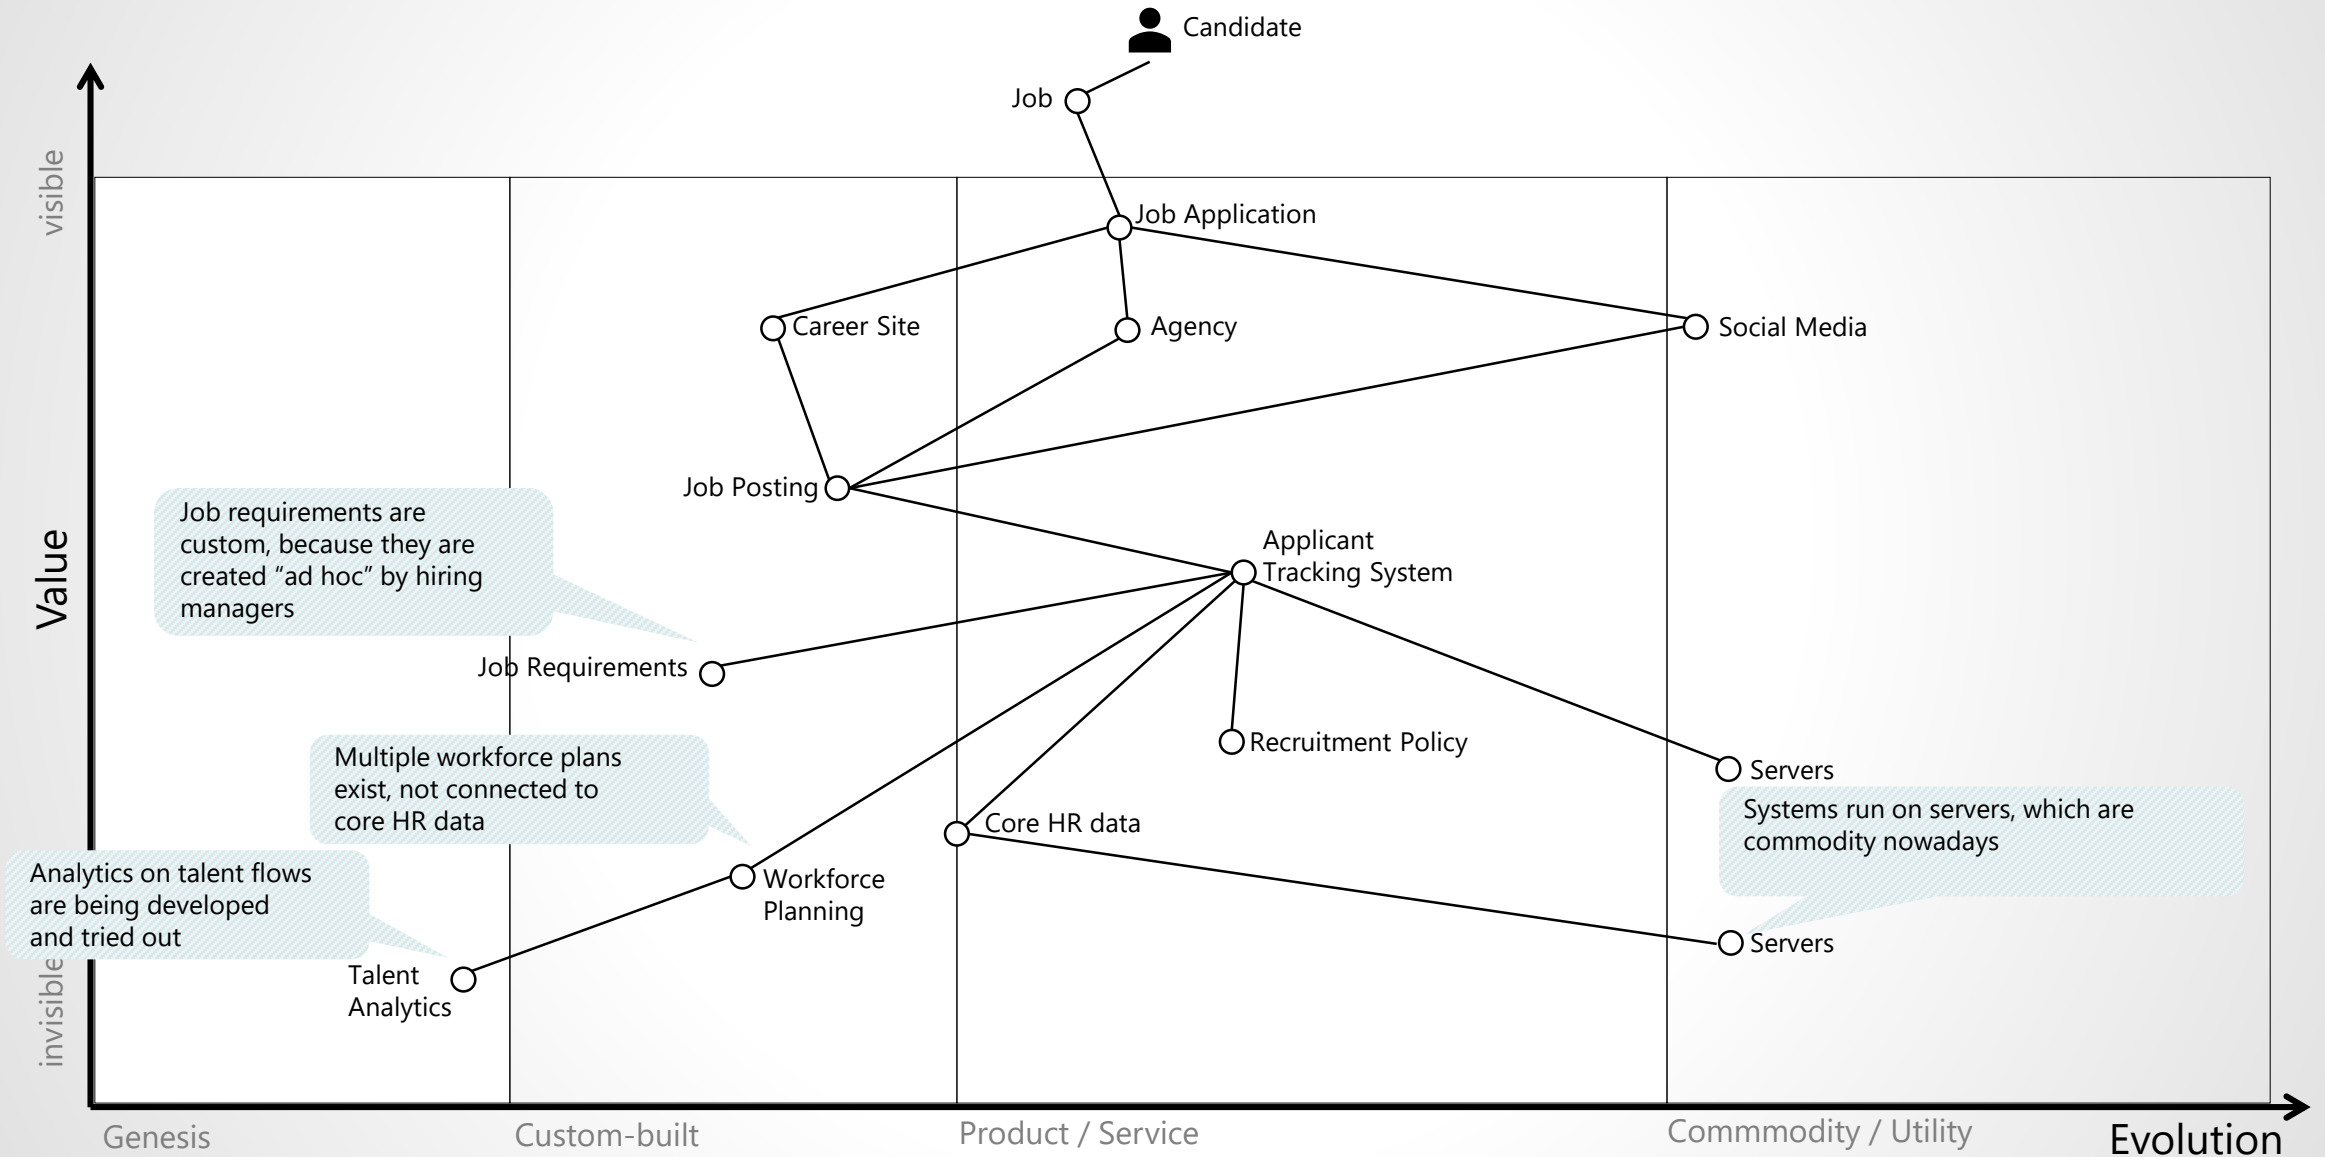 Candidate
Job
visible
Job Application
Career Site
Agency
Social Media
Job Posting
Job requirements are
custom, because they are
created “ad hoc” by hiring
managers
Value
Applicant
Tracking System
Job Requirements
Multiple workforce plans
exist, not connected to
core HR data
Recruitment Policy
Servers
Systems run on servers, which are
commodity nowadays
Core HR data
Analytics on talent flows
are being developed
and tried out
Workforce
Planning
Servers
invisible
Talent
Analytics
Genesis
Custom-built
Product / Service
Commmodity / Utility
Evolution